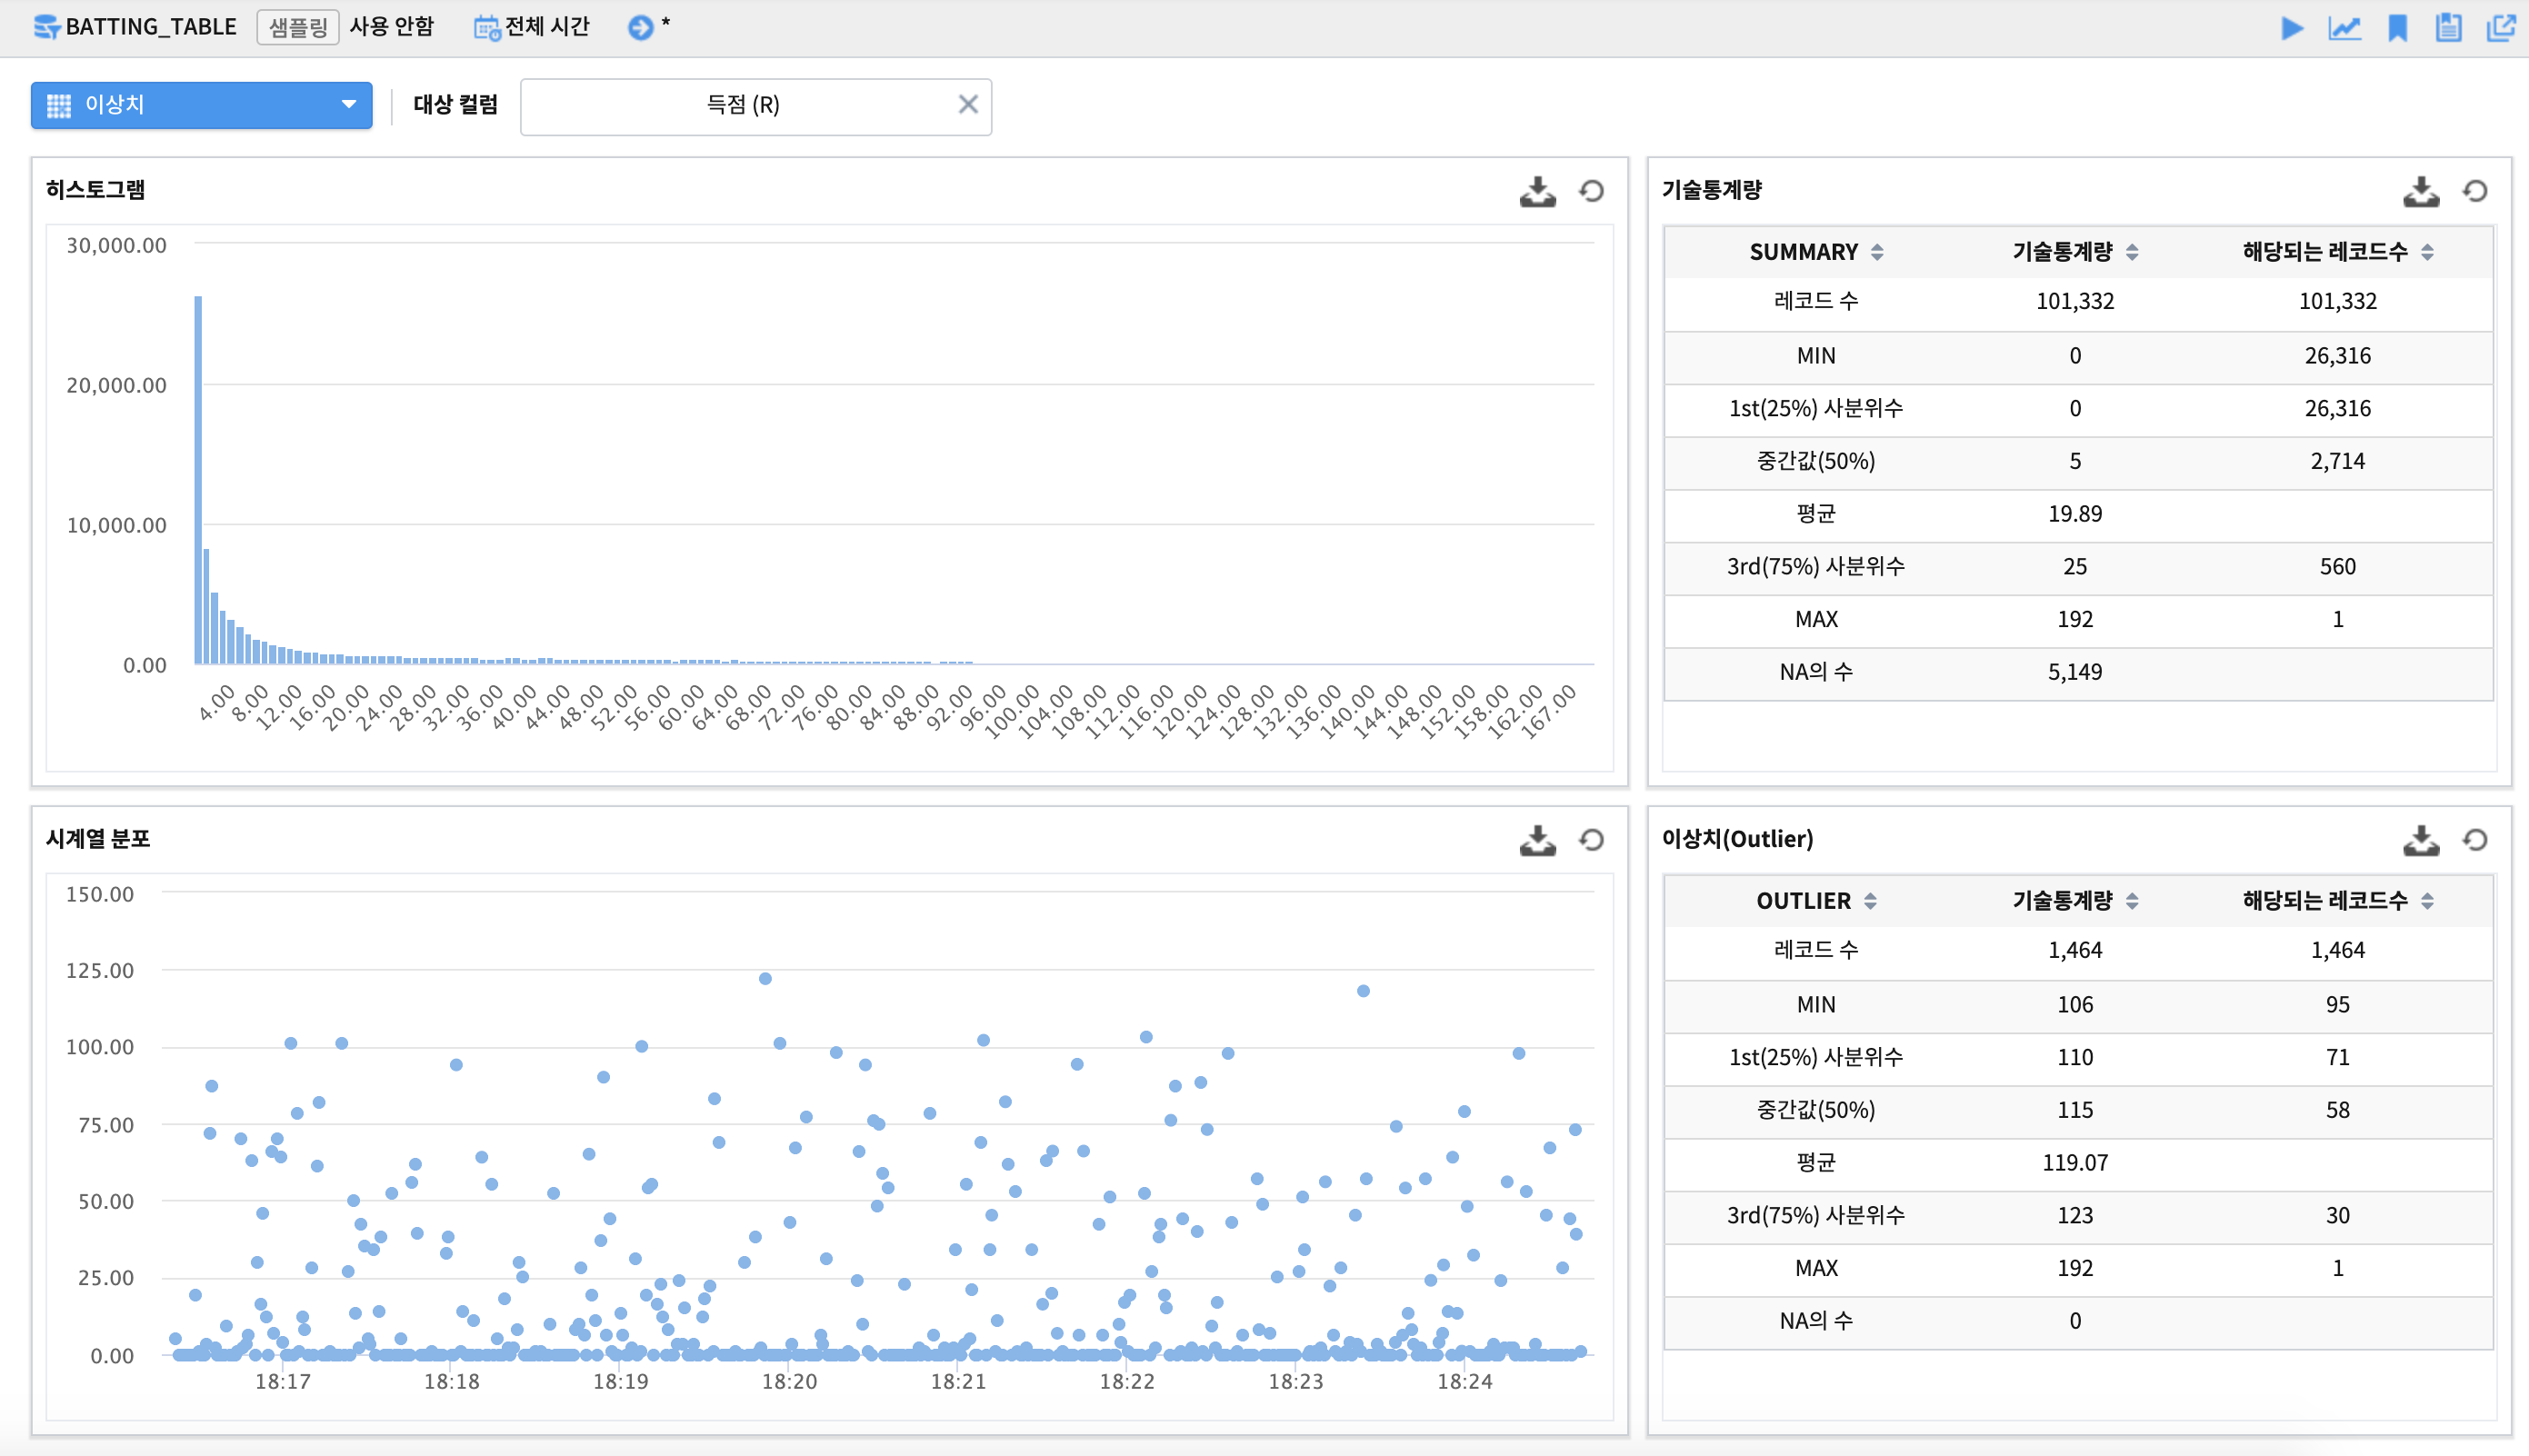 BATTING_TABLE 샘플링 사용 안함 전체 시간 *
이상치 대상 컬럼 득점 (R)
히스토그램
30,000.00
20,000.00
10,000.00
0.00
4.00 8.00 12.00 16.00 20.00 24.00 28.00 32.00 36.00 40.00 44.00 48.00 52.00 56.00 60.00 64.00 68.00 72.00 76.00 80.00 84.00 88.00 92.00 96.00 100.00 104.00 108.00 112.00 116.00 120.00 124.00 128.00 132.00 136.00 140.00 144.00 148.00 152.00 158.00 162.00 167.00
기술통계량
SUMMARY 기술통계량 해당되는 레코드수
레코드 수 101,332 101,332
MIN 0 26,316
1st(25%) 사분위수 0 26,316
중간값(50%) 5 2,714
평균 19.89
3rd(75%) 사분위수 25 560
MAX 192 1
NA의 수 5,149
시계열 분포
150.00
125.00
100.00
75.00
50.00
25.00
0.00
18:17 18:18 18:19 18:20 18:21 18:22 18:23 18:24
이상치(Outlier)
OUTLIER 기술통계량 해당되는 레코드수
레코드 수 1,464 1,464
MIN 106 95
1st(25%) 사분위수 110 71
중간값(50%) 115 58
평균 119.07
3rd(75%) 사분위수 123 30
MAX 192 1
NA의 수 0